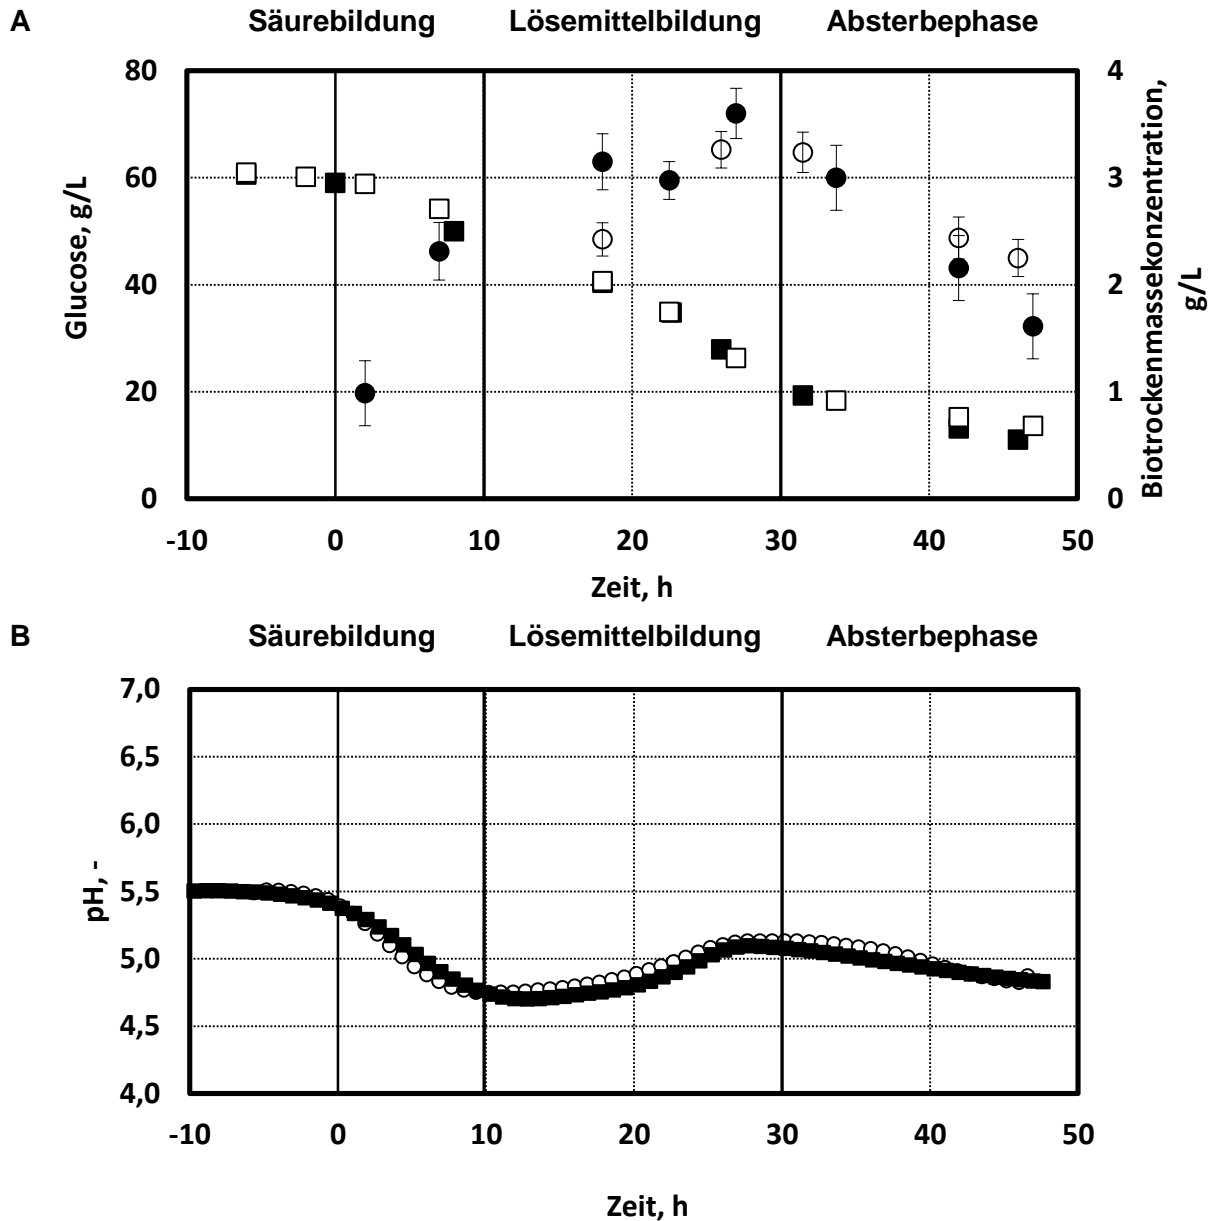 A
Säurebildung Lösemittelbildung Absterbephase
80
60
40
20
0
Glucose, g/L
4
3
2
1
0
Biotrockenmassekonzentration,
g/L
-10 0 10 20 30 40 50
Zeit, h
B
Säurebildung Lösemittelbildung Absterbephase
7,0
6,5
6,0
5,5
5,0
4,5
4,0
pH, -
-10 0 10 20 30 40 50
Zeit, h